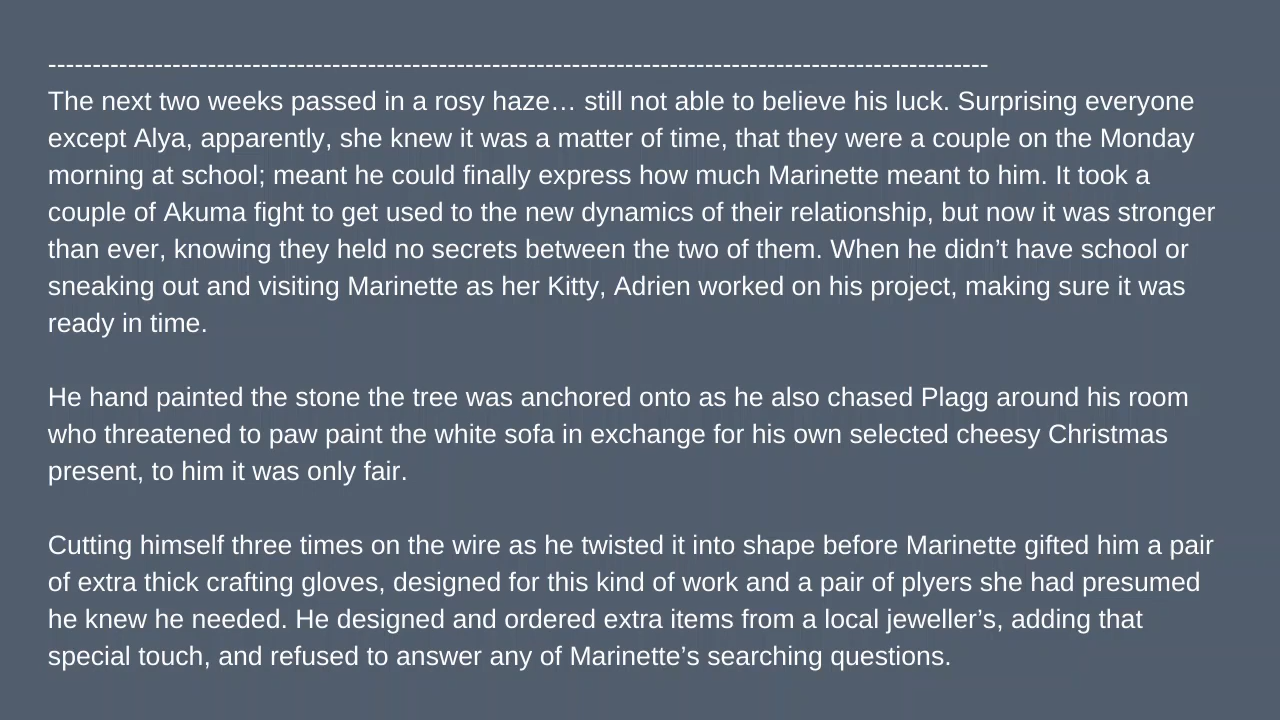 ----------------------------------------------------------------------------------------------------------
The next two weeks passed in a rosy haze… still not able to believe his luck. Surprising everyone
except Alya, apparently, she knew it was a matter of time, that they were a couple on the Monday
morning at school; meant he could finally express how much Marinette meant to him. It took a
couple of Akuma fight to get used to the new dynamics of their relationship, but now it was stronger
than ever, knowing they held no secrets between the two of them. When he didn’t have school or
sneaking out and visiting Marinette as her Kitty, Adrien worked on his project, making sure it was
ready in time.
He hand painted the stone the tree was anchored onto as he also chased Plagg around his room
who threatened to paw paint the white sofa in exchange for his own selected cheesy Christmas
present, to him it was only fair.
Cutting himself three times on the wire as he twisted it into shape before Marinette gifted him a pair
of extra thick crafting gloves, designed for this kind of work and a pair of plyers she had presumed
he knew he needed. He designed and ordered extra items from a local jeweller’s, adding that
special touch, and refused to answer any of Marinette’s searching questions.